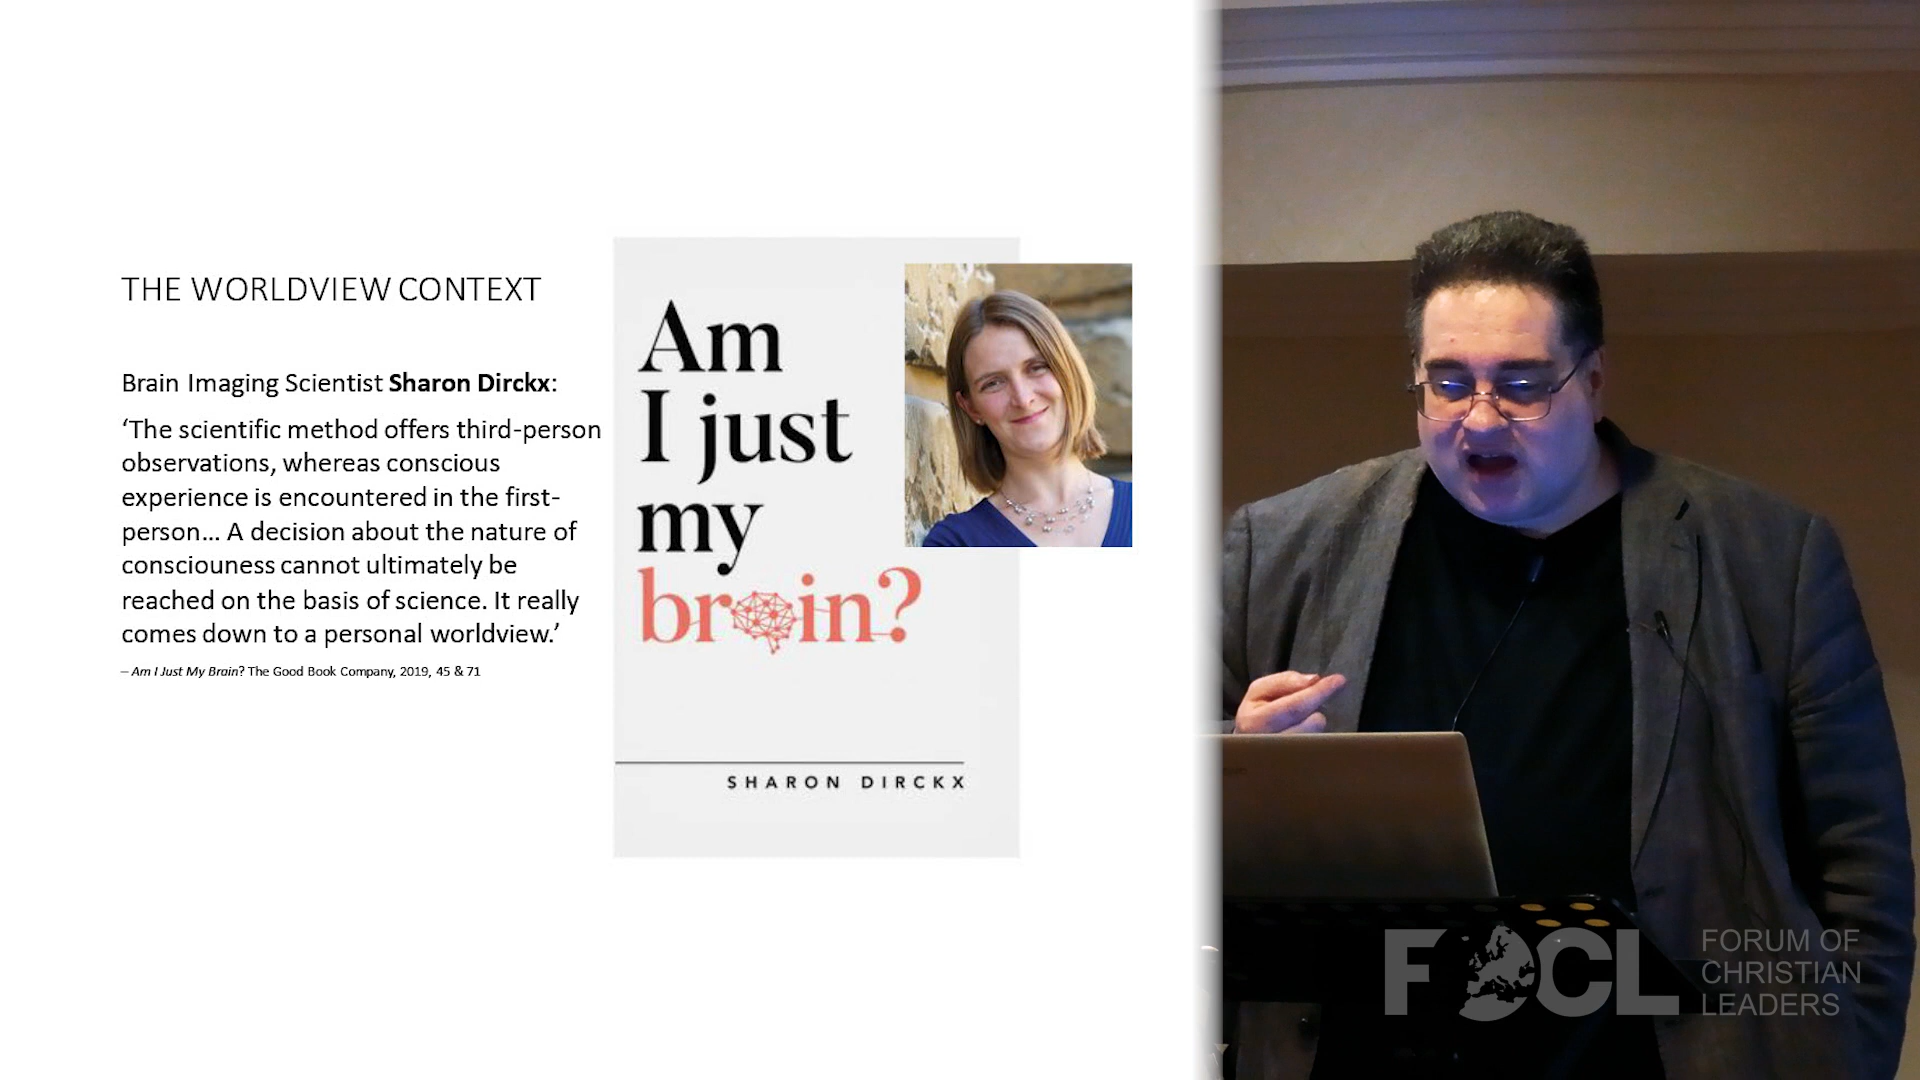 THE WORLDVIEW CONTEXT
Brain Imaging Scientist Sharon Dirckx:
‘The scientific method offers third-person
observations, whereas conscious
experience is encountered in the first-
person… A decision about the nature of
consciouness cannot ultimately be
reached on the basis of science. It really
comes down to a personal worldview.’
– Am I Just My Brain? The Good Book Company, 2019, 45 & 71
Am
I just
my
brain?
SHARON DIRCKX
FOCL
FORUM OF
CHRISTIAN
LEADERS